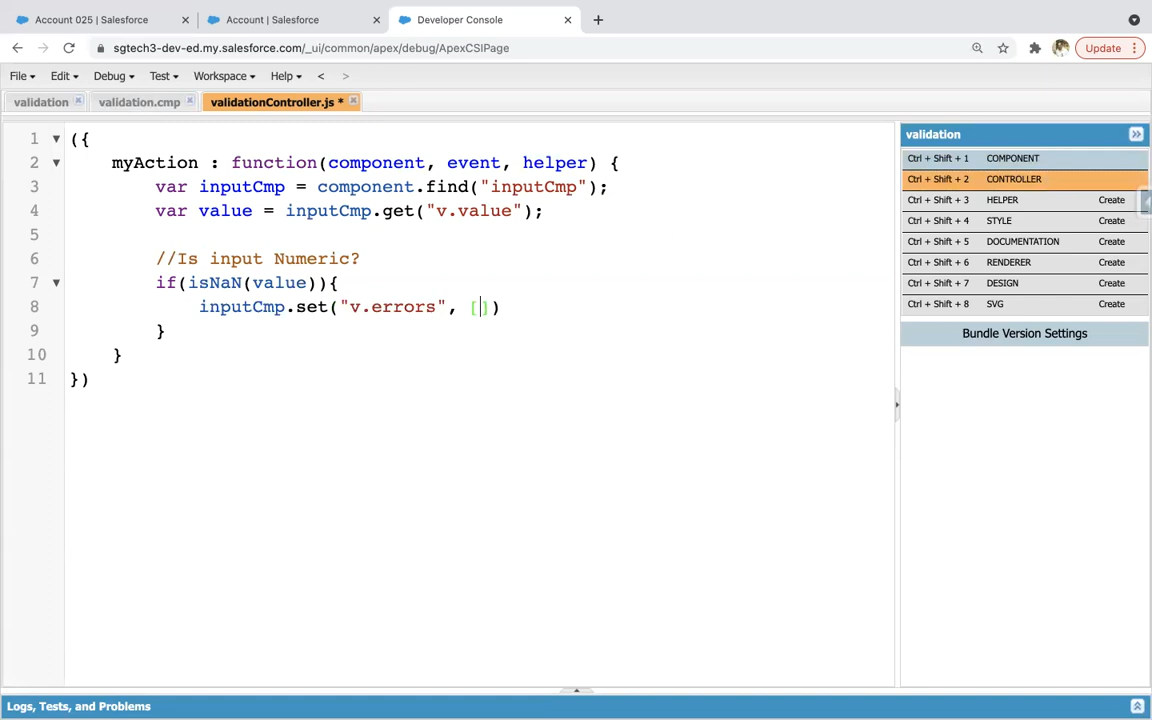 Account 025 | Salesforce
Account | Salesforce
Developer Console
sgtech3-dev-ed.my.salesforce.com/_ui/common/apex/debug/ApexCSIPage
Update
File Edit Debug Test Workspace Help < >
validation
validation.cmp
validationController.js *
1 ({
2 myAction : function(component, event, helper) {
3 var inputCmp = component.find("inputCmp");
4 var value = inputCmp.get("v.value");
5
6 //Is input Numeric?
7 if(isNaN(value)){
8 inputCmp.set("v.errors", [])
9 }
10 }
11 })
validation
Ctrl + Shift + 1 COMPONENT
Ctrl + Shift + 2 CONTROLLER
Ctrl + Shift + 3 HELPER Create
Ctrl + Shift + 4 STYLE Create
Ctrl + Shift + 5 DOCUMENTATION Create
Ctrl + Shift + 6 RENDERER Create
Ctrl + Shift + 7 DESIGN Create
Ctrl + Shift + 8 SVG Create
Bundle Version Settings
Logs, Tests, and Problems